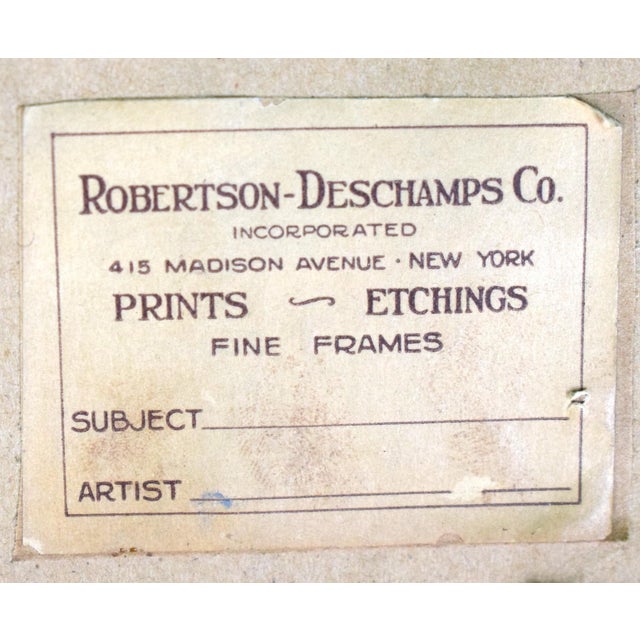 ROBERTSON-DESCHAMPS CO.
INCORPORATED
415 MADISON AVENUE · NEW YORK
PRINTS ~ ETCHINGS
FINE FRAMES
SUBJECT
ARTIST